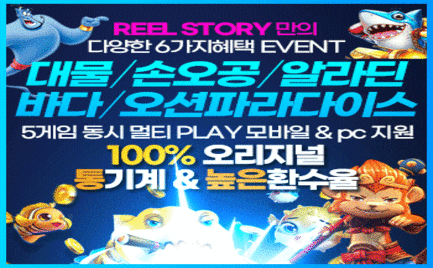 REEL STORY 만의
다양한 6가지혜택 EVENT
대물/손오공/알라딘
바다/오션파라다이스
5게임 동시 멀티 PLAY 모바일 & pc 지원
100% 오리지널
통기계 & 높은환수율